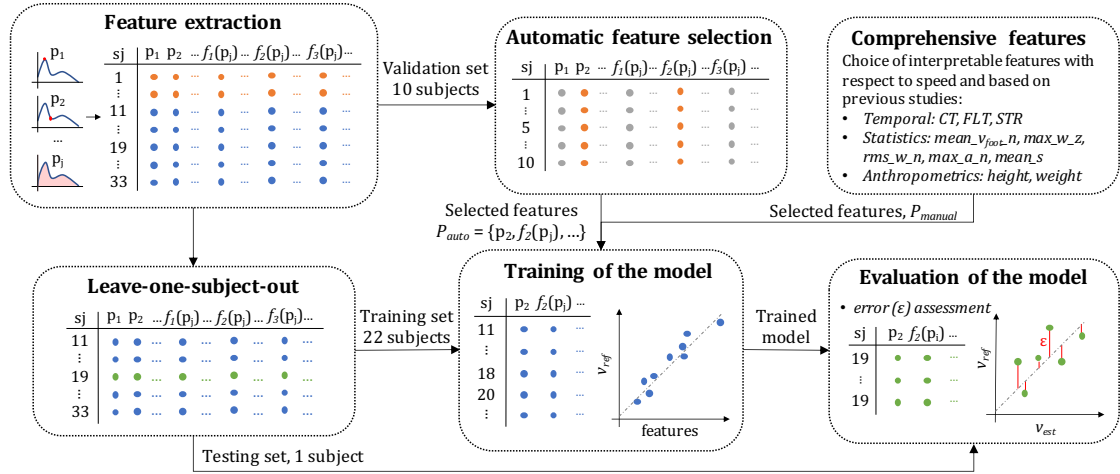 Feature extraction
p1
p2
pj
sj p1 p2 ... f1(pj) ... f2(pj) ... f3(pj) ...
1 ... ... ... ...
⋮ ... ... ... ...
11 ... ... ... ...
⋮ ... ... ... ...
19 ... ... ... ...
⋮ ... ... ... ...
33 ... ... ... ...
Validation set
10 subjects
Automatic feature selection
sj p1 p2 ... f1(pj) ... f2(pj) ... f3(pj) ...
1 ... ... ... ...
⋮ ... ... ... ...
5 ... ... ... ...
⋮ ... ... ... ...
10 ... ... ... ...
Comprehensive features
Choice of interpretable features with
respect to speed and based on
previous studies:
• Temporal: CT, FLT, STR
• Statistics: mean_vfoot_n, max_w_z,
rms_w_n, max_a_n, mean_s
• Anthropometrics: height, weight
Selected features
Pauto = {p2, f2(pj), ...}
Selected features, Pmanual
Leave-one-subject-out
sj p1 p2 ... f1(pj) ... f2(pj) ... f3(pj) ...
11 ... ... ... ...
⋮ ... ... ... ...
19 ... ... ... ...
⋮ ... ... ... ...
33 ... ... ... ...
Training set
22 subjects
Training of the model
sj p2 f2(pj) ...
11 ...
⋮ ...
18 ...
20 ...
⋮ ...
vref
features
Trained
model
Evaluation of the model
• error (ε) assessment
sj p2 f2(pi) ...
19 ...
⋮ ...
19 ...
vref
ε
vest
Testing set, 1 subject